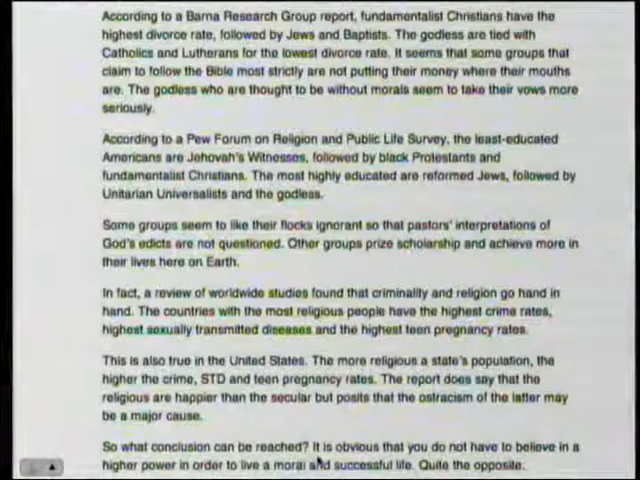 According to a Barna Research Group report, fundamentalist Christians have the
highest divorce rate, followed by Jews and Baptists. The godless are tied with
Catholics and Lutherans for the lowest divorce rate. It seems that some groups that
claim to follow the Bible most strictly are not putting their money where their mouths
are. The godless who are thought to be without morals seem to take their vows more
seriously.
According to a Pew Forum on Religion and Public Life Survey, the least-educated
Americans are Jehovah's Witnesses, followed by black Protestants and
fundamentalist Christians. The most highly educated are reformed Jews, followed by
Unitarian Universalists and the godless.
Some groups seem to like their flocks ignorant so that pastors' interpretations of
God's edicts are not questioned. Other groups prize scholarship and achieve more in
their lives here on Earth.
In fact, a review of worldwide studies found that criminality and religion go hand in
hand. The countries with the most religious people have the highest crime rates,
highest sexually transmitted diseases and the highest teen pregnancy rates.
This is also true in the United States. The more religious a state's population, the
higher the crime, STD and teen pregnancy rates. The report does say that the
religious are happier than the secular but posits that the ostracism of the latter may
be a major cause.
So what conclusion can be reached? It is obvious that you do not have to believe in a
higher power in order to live a moral and successful life. Quite the opposite.